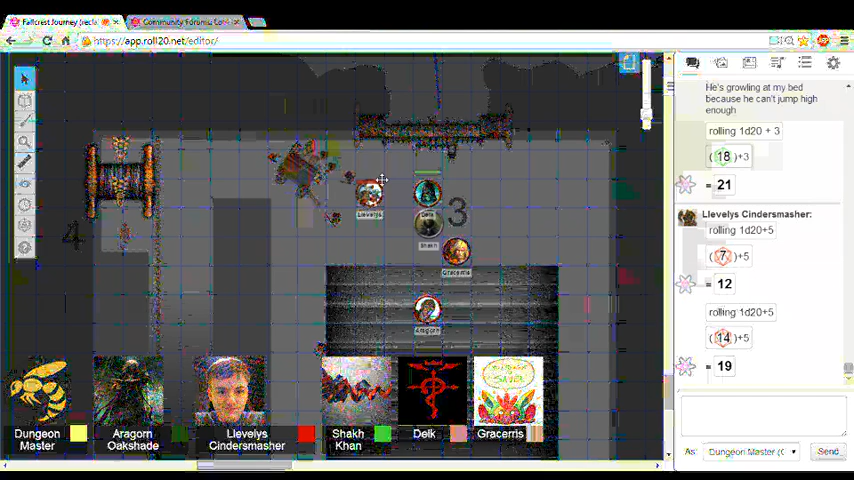 Fallcrest Journey (recla
Community Forums: Co
https://app.roll20.net/editor/
He's growling at my bed
because he can't jump high
enough
rolling 1d20 + 3
(18)+3
= 21
Llevelys Cindersmasher:
rolling 1d20+5
(7)+5
= 12
rolling 1d20+5
(14)+5
= 19
4
3
Llevelys
Delk
Shakh
Gracerris
Aragorn
Dungeon
Master
Aragorn
Oakshade
Llevelys
Cindersmasher
Shakh
Khan
Delk
Gracerris
As:
Dungeon Master (
Send